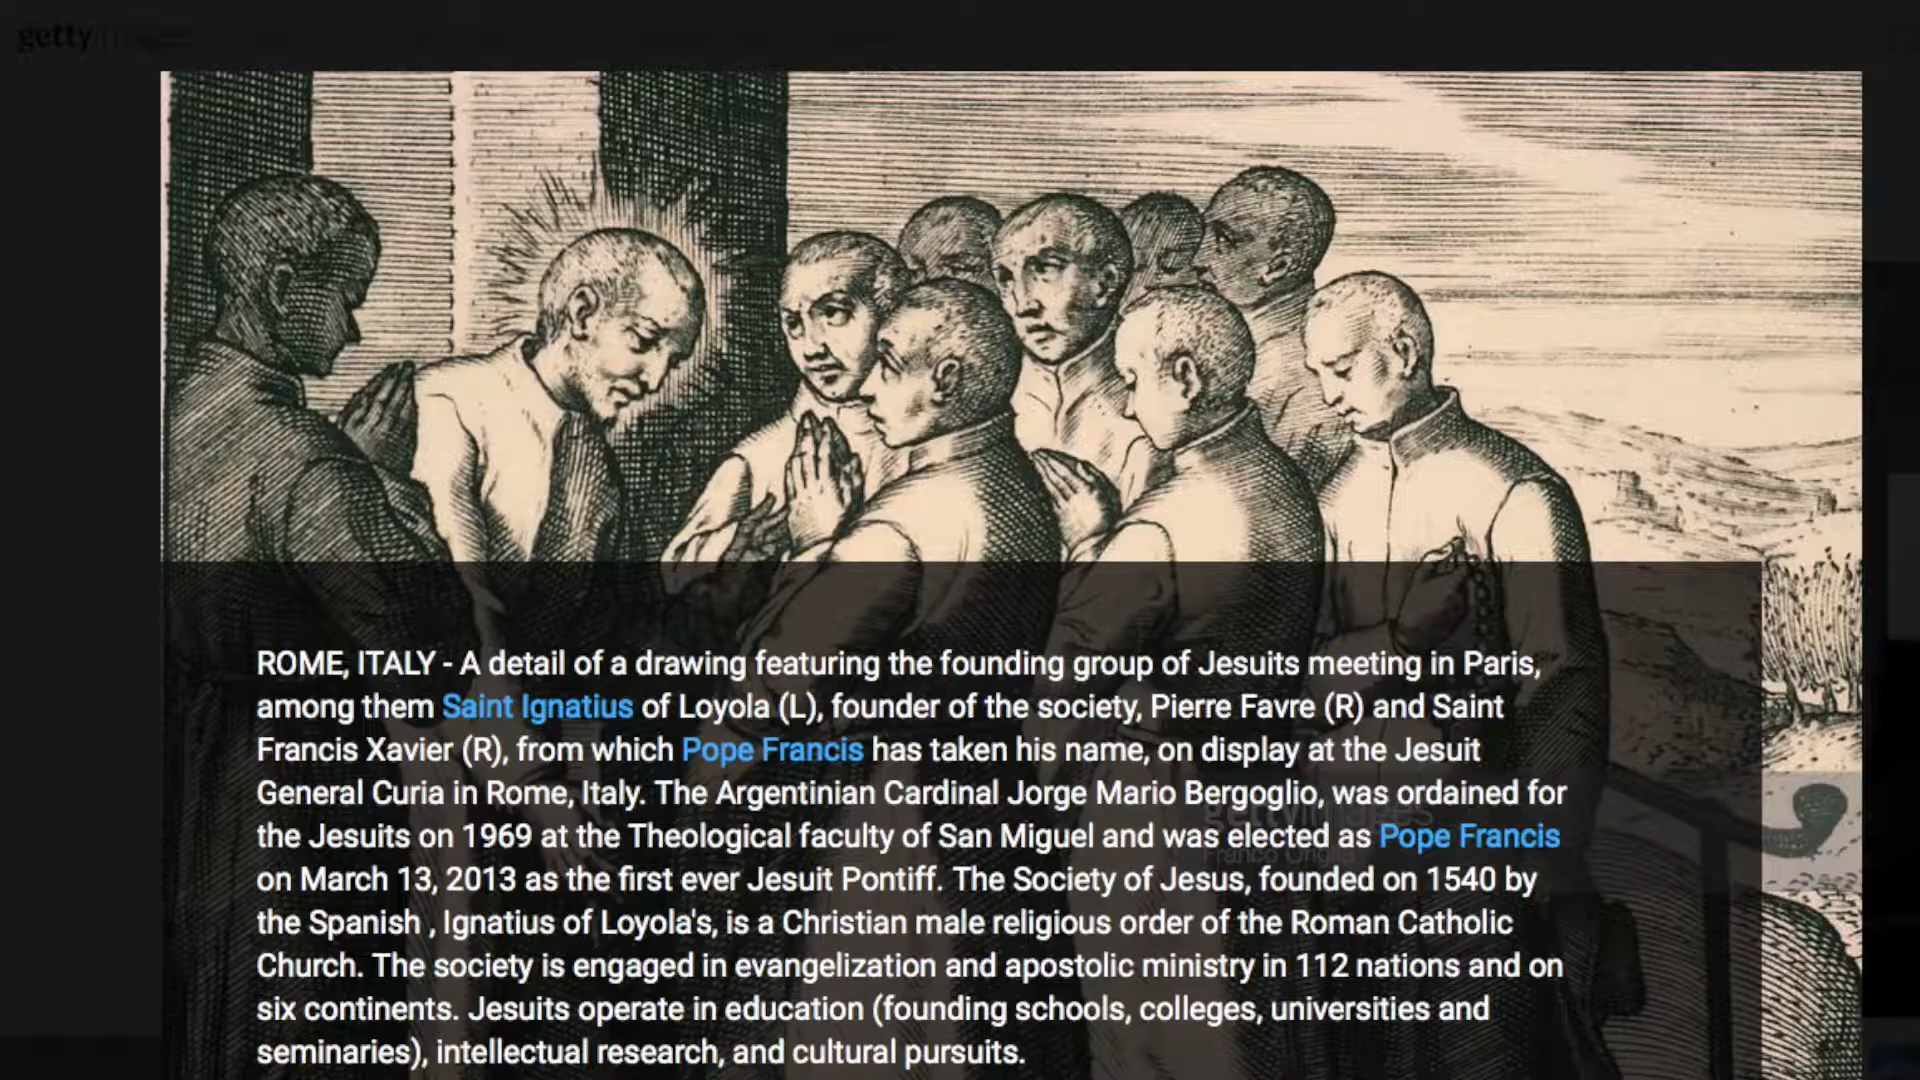 getty
ROME, ITALY - A detail of a drawing featuring the founding group of Jesuits meeting in Paris,
among them Saint Ignatius of Loyola (L), founder of the society, Pierre Favre (R) and Saint
Francis Xavier (R), from which Pope Francis has taken his name, on display at the Jesuit
General Curia in Rome, Italy. The Argentinian Cardinal Jorge Mario Bergoglio, was ordained for
the Jesuits on 1969 at the Theological faculty of San Miguel and was elected as Pope Francis
on March 13, 2013 as the first ever Jesuit Pontiff. The Society of Jesus, founded on 1540 by
the Spanish , Ignatius of Loyola's, is a Christian male religious order of the Roman Catholic
Church. The society is engaged in evangelization and apostolic ministry in 112 nations and on
six continents. Jesuits operate in education (founding schools, colleges, universities and
seminaries), intellectual research, and cultural pursuits.
gettyimages
Franco Origlia